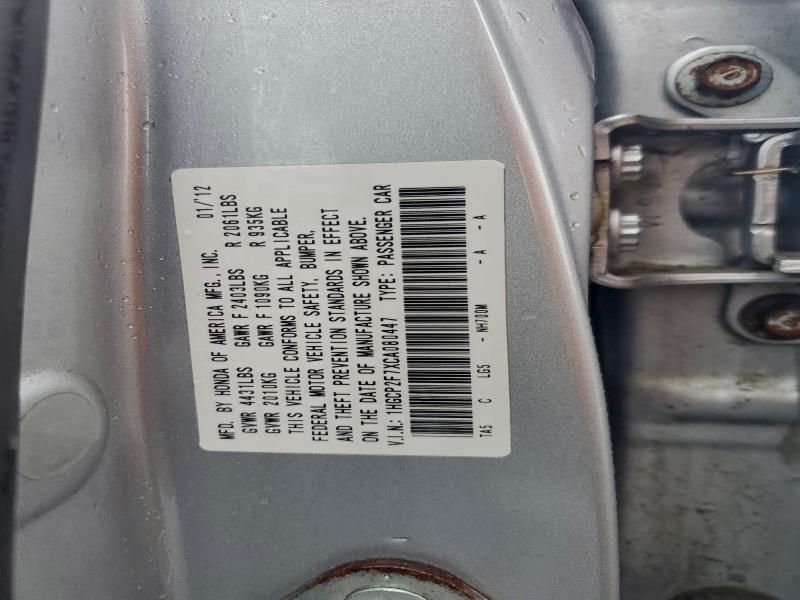 MFD. BY HONDA OF AMERICA MFG., INC. 01/12
GVWR 4431LBS GAWR F 2403LBS R 2061LBS
GVWR 2010KG GAWR F 1090KG R 935KG
THIS VEHICLE CONFORMS TO ALL APPLICABLE
FEDERAL MOTOR VEHICLE SAFETY, BUMPER,
AND THEFT PREVENTION STANDARDS IN EFFECT
ON THE DATE OF MANUFACTURE SHOWN ABOVE.
V.I.N.: 1HGCP2F7XCA080447 TYPE: PASSENGER CAR
TA5 C LG5 - NH700M - A - A